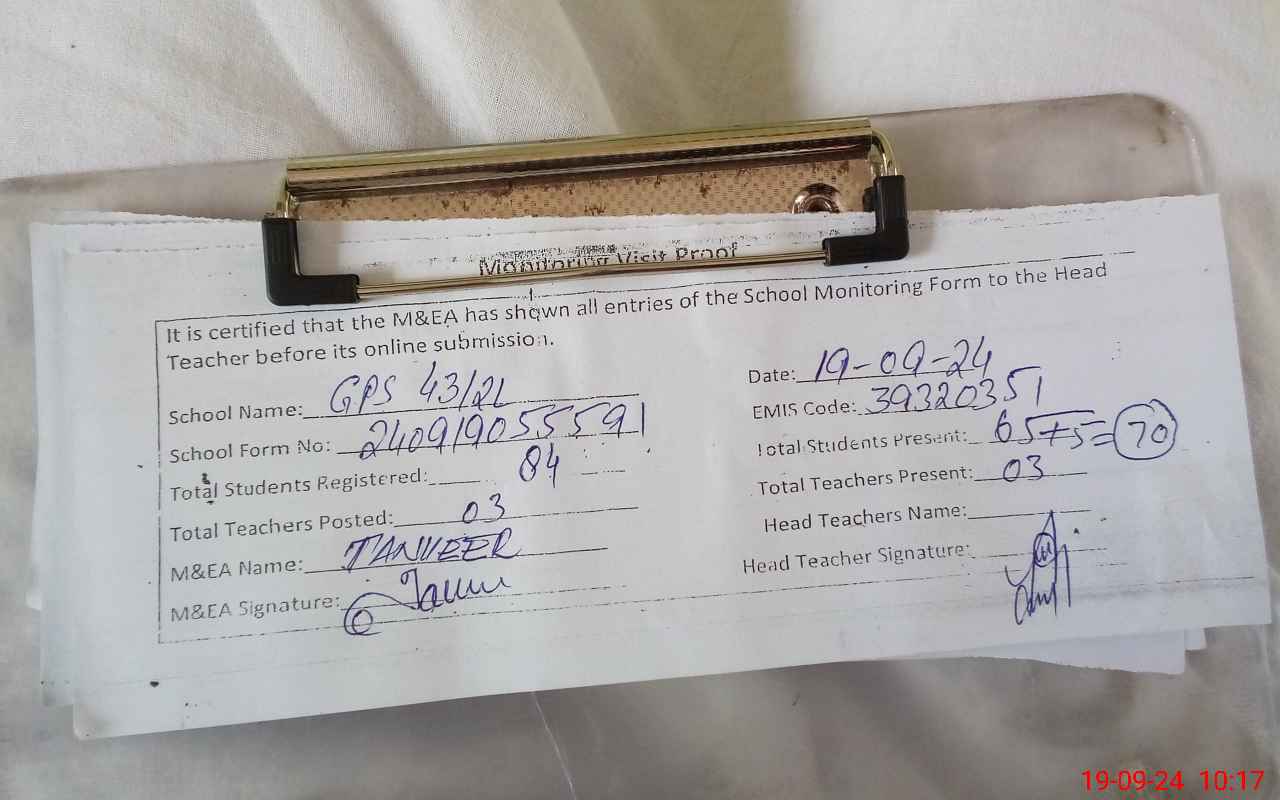 Monitoring Visit Proof
It is certified that the M&EA has shown all entries of the School Monitoring Form to the Head
Teacher before its online submission.
School Name: GPS 43/2L
Date: 19-09-24
School Form No: 240919055591
EMIS Code: 39320351
Total Students Registered: 84
Total Students Present: 65+5=70
Total Teachers Posted: 03
Total Teachers Present: 03
M&EA Name: TANVEER
Head Teachers Name:
M&EA Signature:
Head Teacher Signature:
19-09-24 10:17